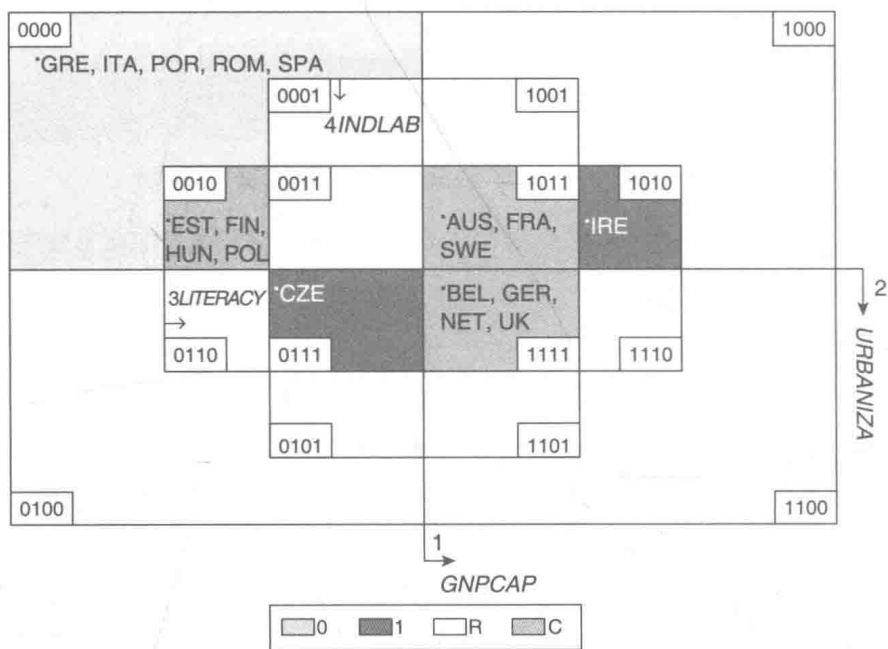 0000
1000
*GRE, ITA, POR, ROM, SPA
0001
↓
1001
4INDLAB
0010
0011
1011
1010
*EST, FIN,
HUN, POL
*AUS, FRA,
SWE
*IRE
3LITERACY
→
*CZE
*BEL, GER,
NET, UK
2
URBANIZA
0110
0111
1111
1110
0101
1101
0100
1100
1
GNPCAP
0 1 R C